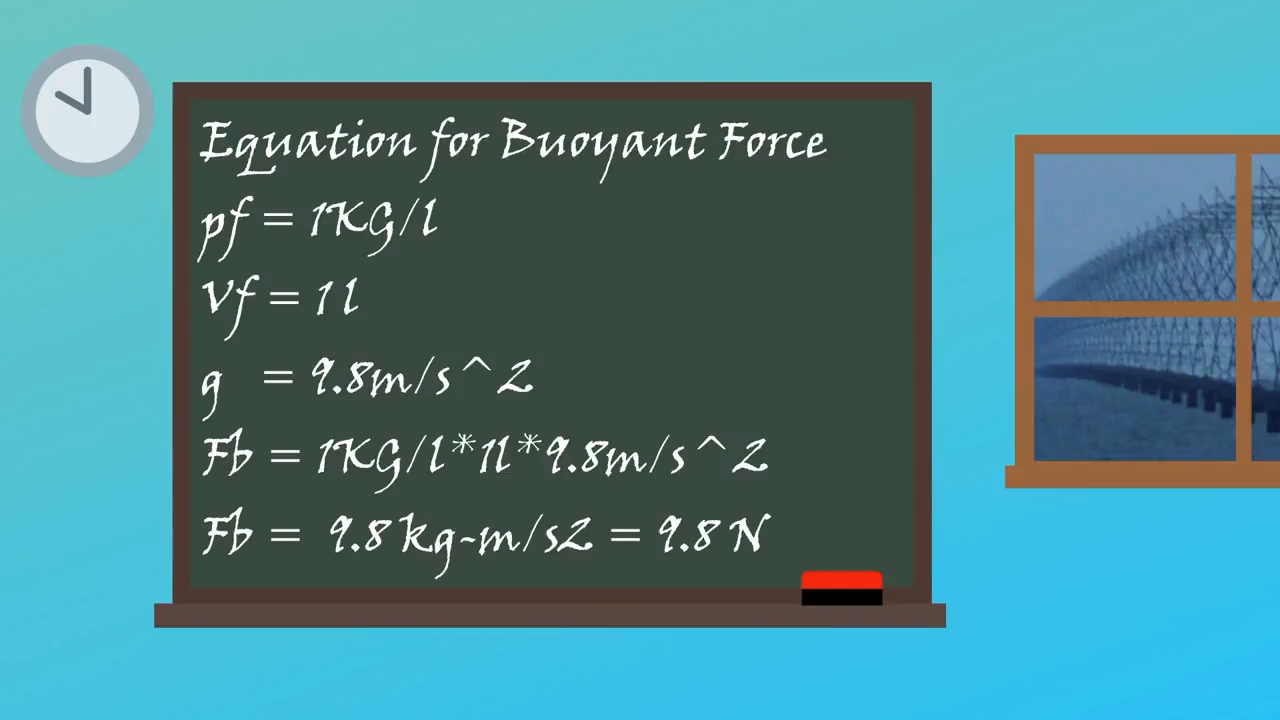 Equation for Buoyant Force
pf = 1KG/l
Vf = 1 l
g = 9.8m/s^2
Fb = 1KG/l*1l*9.8m/s^2
Fb = 9.8 kg-m/s2 = 9.8 N